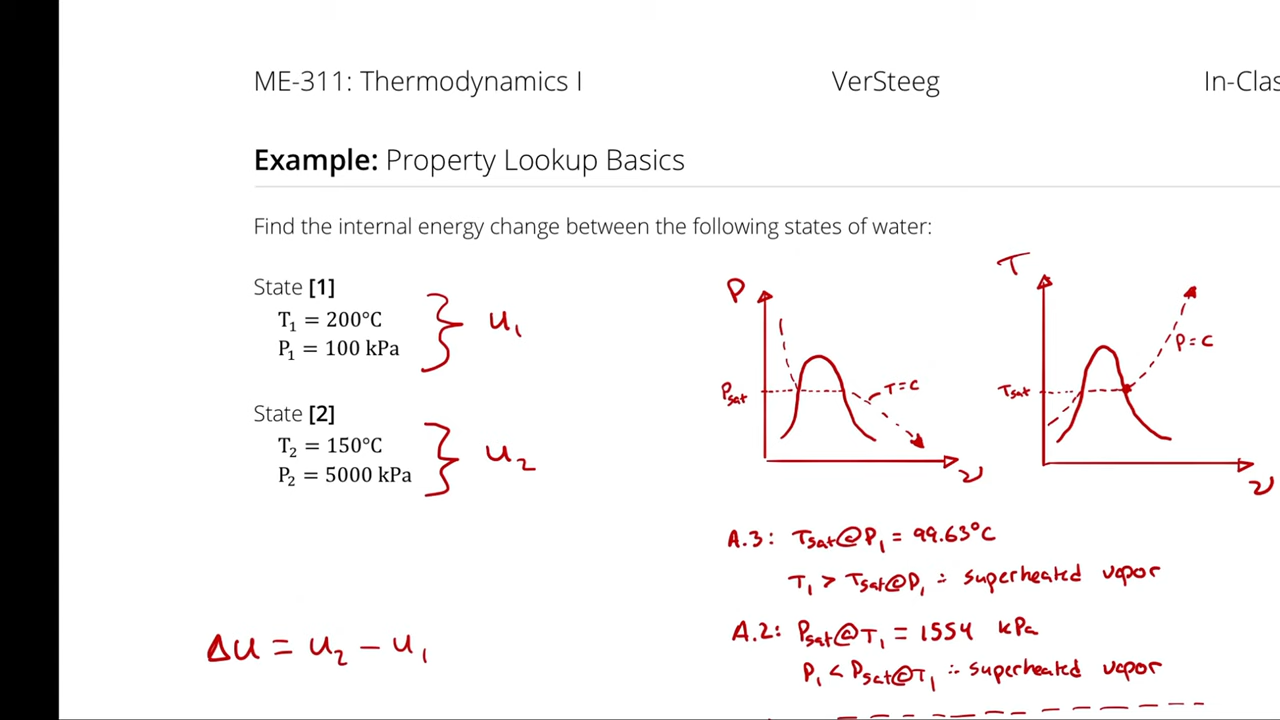 ME-311: Thermodynamics I VerSteeg In-Clas
Example: Property Lookup Basics
Find the internal energy change between the following states of water:
State [1]
T₁ = 200°C
P₁ = 100 kPa
u₁
State [2]
T₂ = 150°C
P₂ = 5000 kPa
u₂
Δu = u₂ − u₁
P
Psat
T=C
v
T
Tsat
P=C
v
A.3: Tsat@P₁ = 99.63°C
T₁ > Tsat@P₁ ∴ superheated vapor
A.2: Psat@T₁ = 1554 kPa
P₁ < Psat@T₁ ∴ superheated vapor